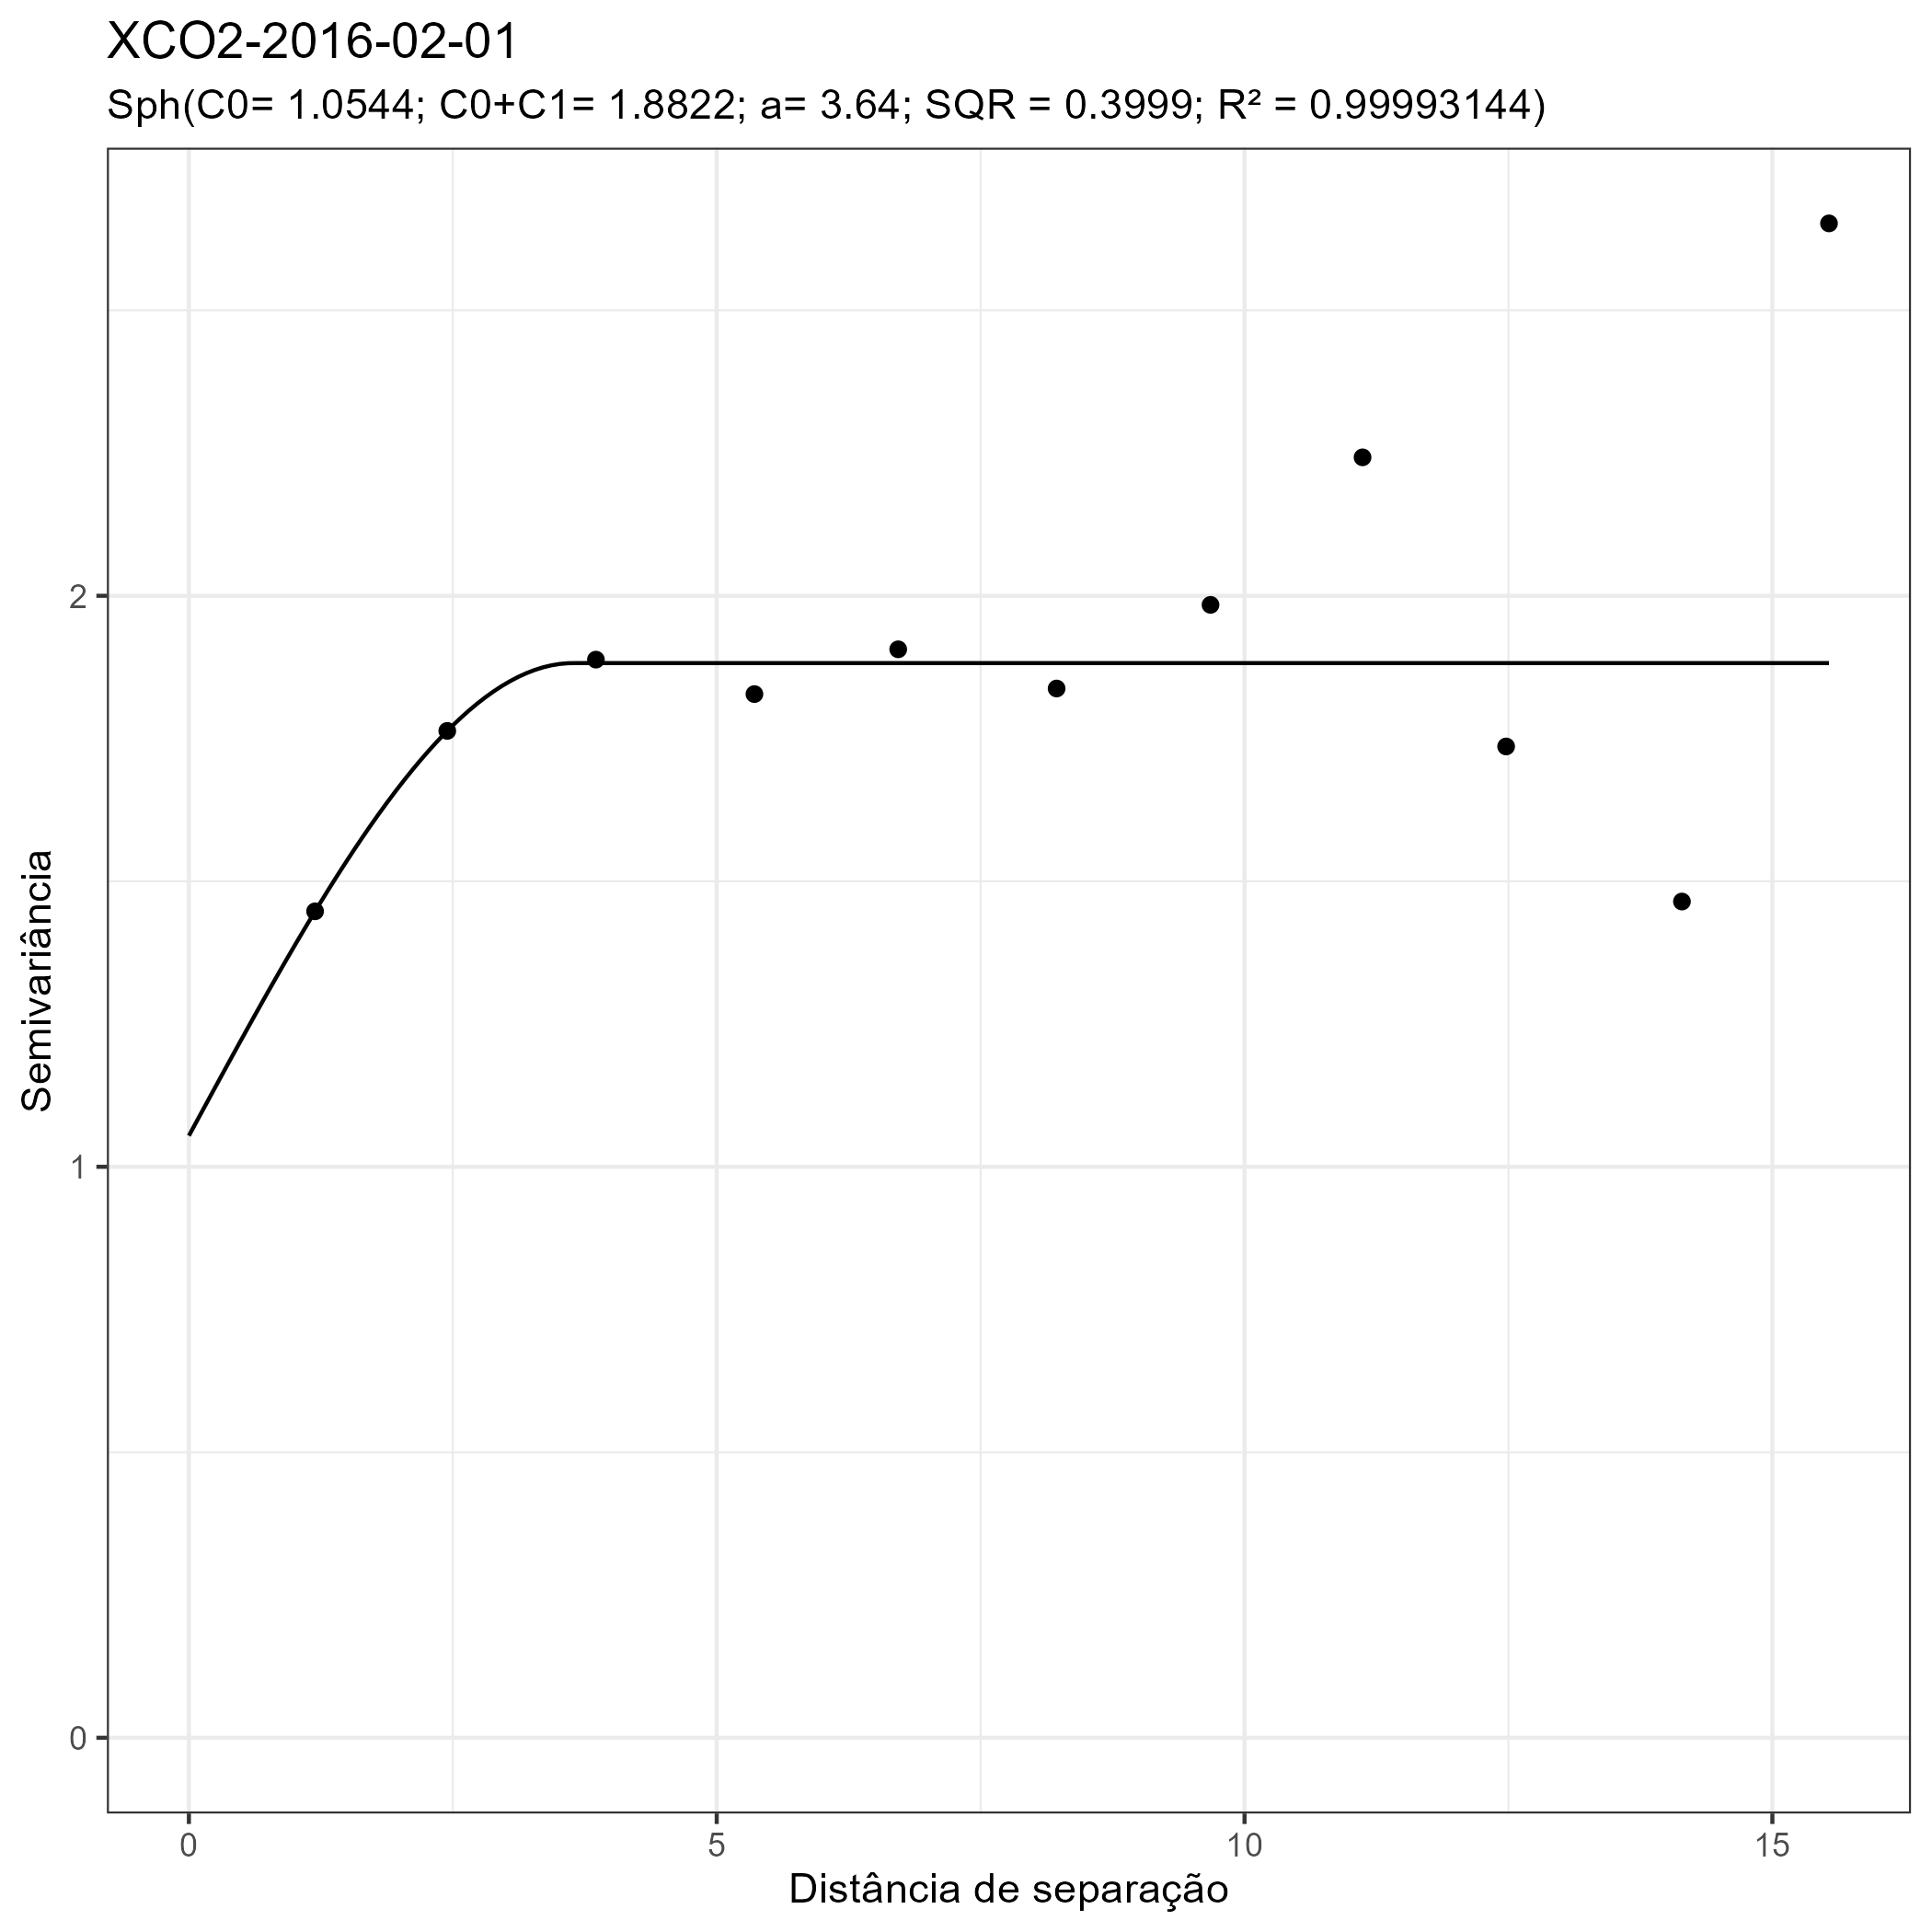 XCO2-2016-02-01
Sph(C0= 1.0544; C0+C1= 1.8822; a= 3.64; SQR = 0.3999; R² = 0.99993144)
Semivariância
2
1
0
0 5 10 15
Distância de separação